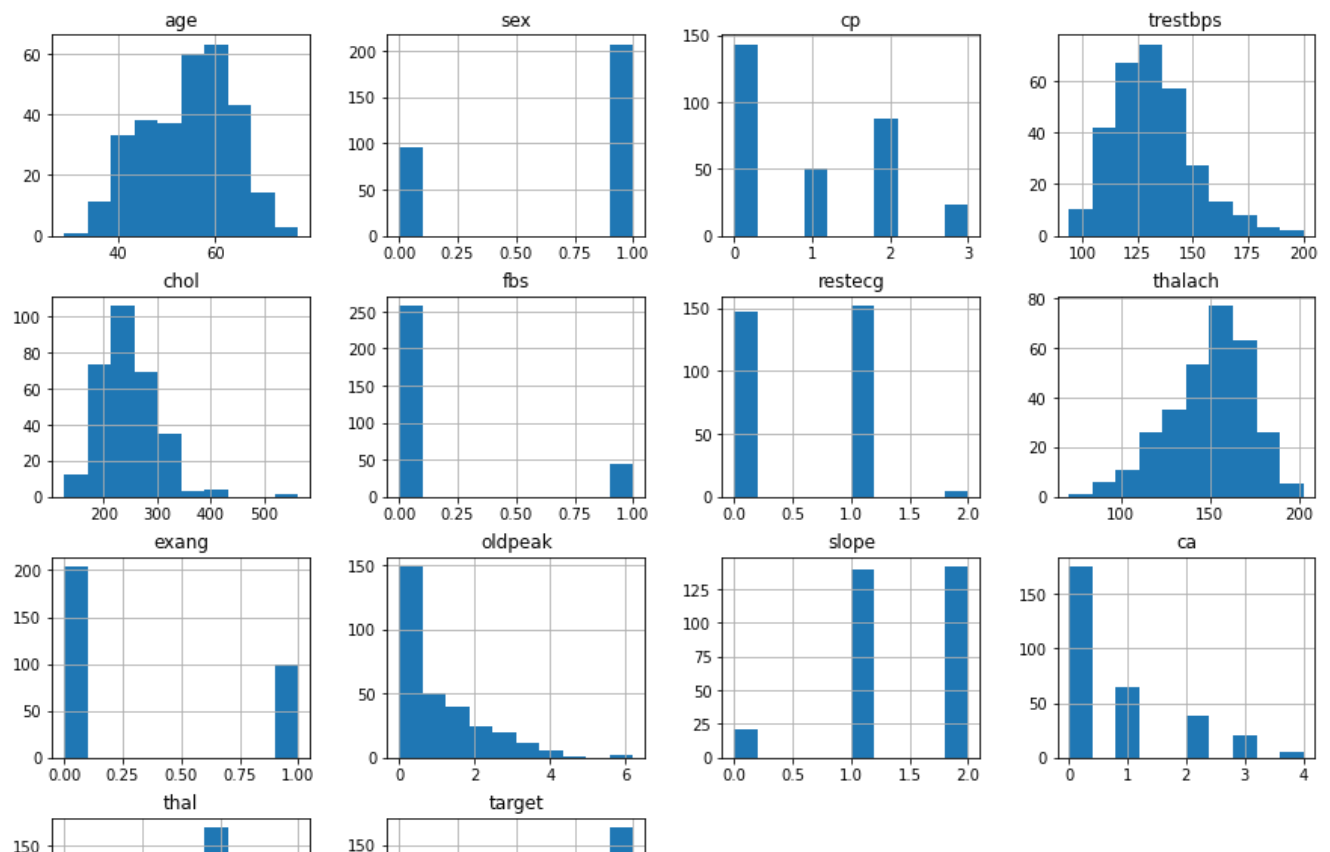 age sex cp trestbps
60 40 20 0
40 60
200 150 100 50 0
0.00 0.25 0.50 0.75 1.00
150 100 50 0
0 1 2 3
60 40 20 0
100 125 150 175 200
chol fbs restecg thalach
100 80 60 40 20 0
200 300 400 500
250 200 150 100 50 0
0.00 0.25 0.50 0.75 1.00
150 100 50 0
0.0 0.5 1.0 1.5 2.0
80 60 40 20 0
100 150 200
exang oldpeak slope ca
200 150 100 50 0
0.00 0.25 0.50 0.75 1.00
150 100 50 0
0 2 4 6
125 100 75 50 25 0
0.0 0.5 1.0 1.5 2.0
150 100 50 0
0 1 2 3 4
thal target
150
150